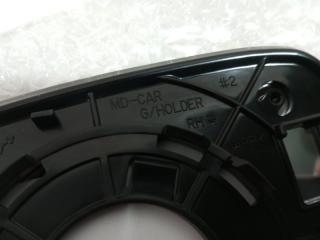 MD-CAR #2
G/HOLDER
RH